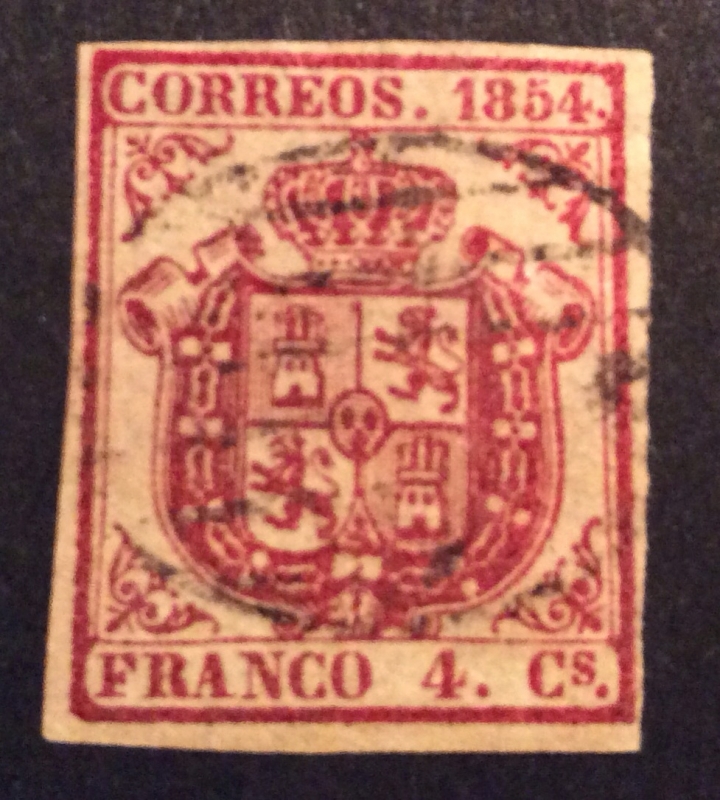 CORREOS. 1854.
FRANCO 4. Cs.